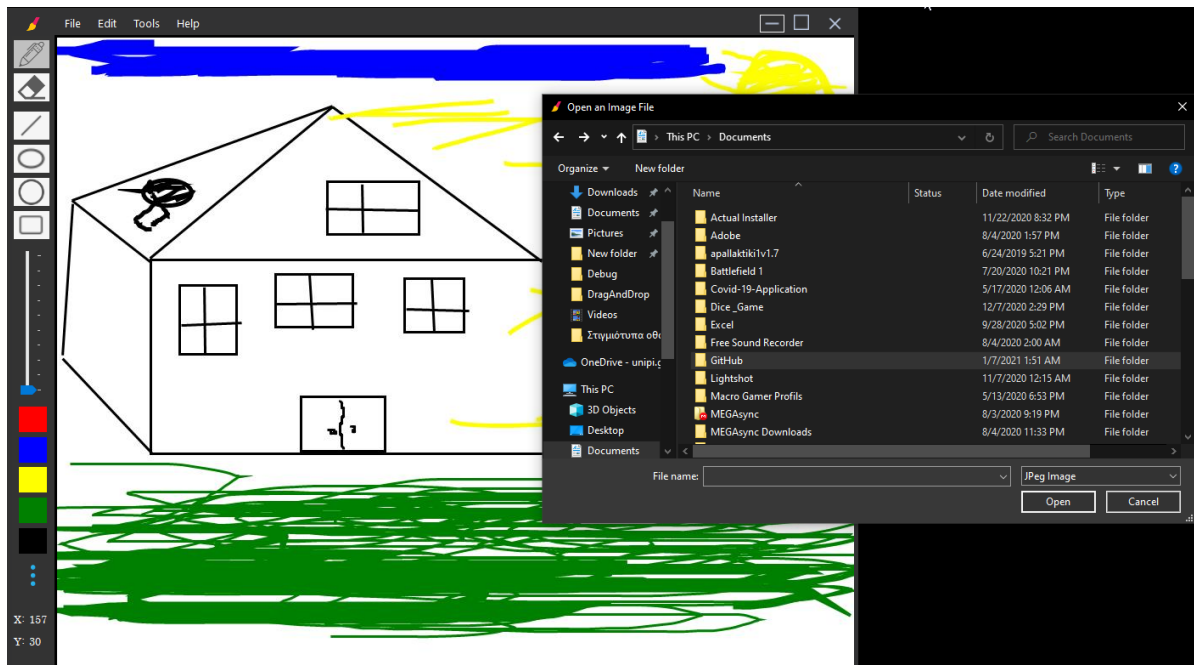 File Edit Tools Help
Open an Image File
This PC › Documents
Search Documents
Organize New folder
Downloads
Documents
Pictures
New folder
Debug
DragAndDrop
Videos
OneDrive - unipi.g
This PC
3D Objects
Desktop
Documents
Name Status Date modified Type
Actual Installer 11/22/2020 8:32 PM File folder
Adobe 8/4/2020 1:57 PM File folder
apallaktiki1v1.7 6/24/2019 5:21 PM File folder
Battlefield 1 7/20/2020 10:21 PM File folder
Covid-19-Application 5/17/2020 12:06 AM File folder
Dice _Game 12/7/2020 2:29 PM File folder
Excel 9/28/2020 5:02 PM File folder
Free Sound Recorder 8/4/2020 2:00 AM File folder
GitHub 1/7/2021 1:51 AM File folder
Lightshot 11/7/2020 12:15 AM File folder
Macro Gamer Profils 5/13/2020 6:53 PM File folder
MEGAsync 8/3/2020 9:19 PM File folder
MEGAsync Downloads 8/4/2020 11:33 PM File folder
File name: JPeg Image
Open Cancel
X: 157
Y: 30